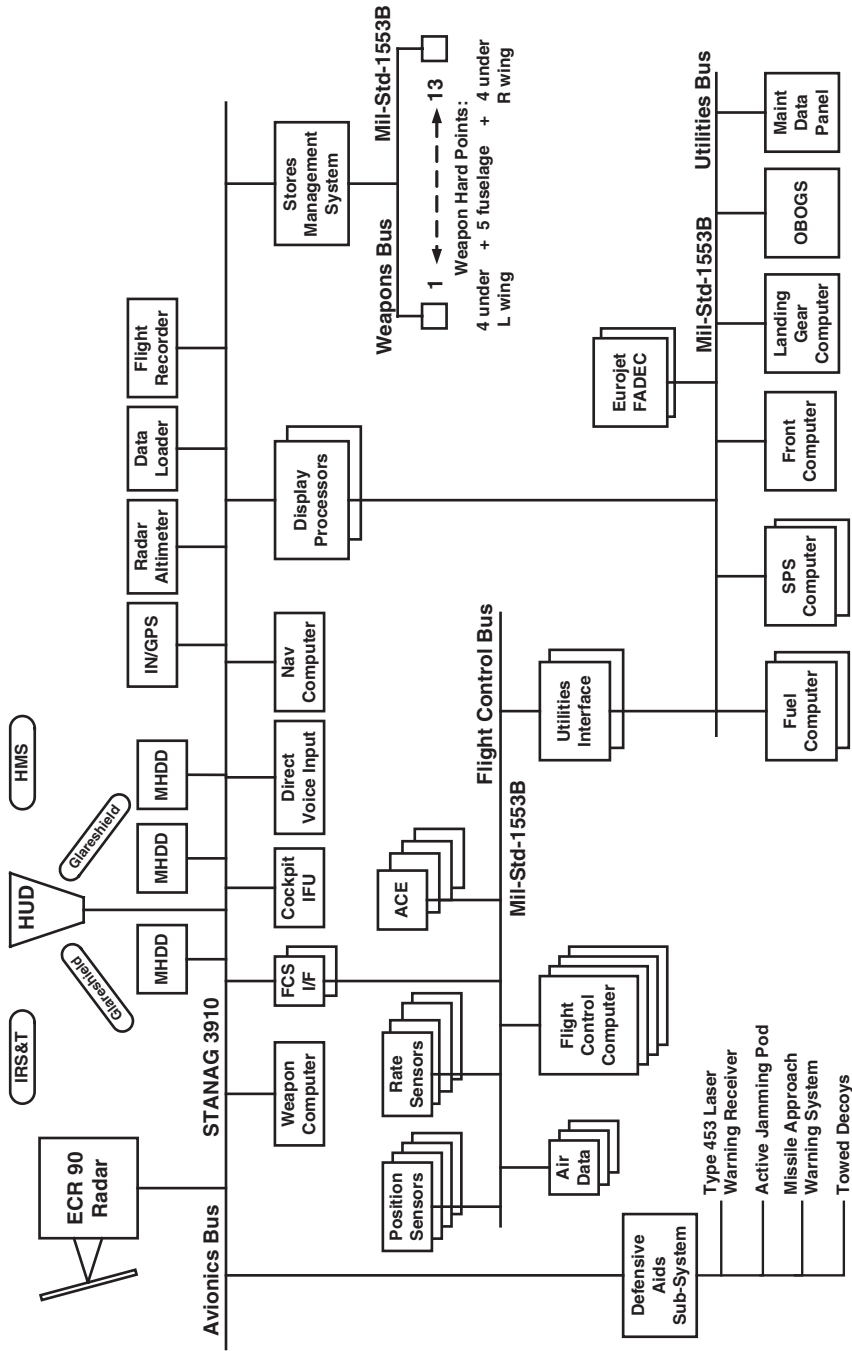 IRS&T
HUD
HMS
Glareshield
Glareshield
ECR 90
Radar
MHDD
MHDD
MHDD
IN/GPS
Radar
Altimeter
Data
Loader
Flight
Recorder
Avionics Bus
STANAG 3910
Weapon
Computer
FCS
I/F
Cockpit
IFU
Direct
Voice Input
Nav
Computer
Display
Processors
Stores
Management
System
Weapons Bus
Mil-Std-1553B
1
13
Weapon Hard Points:
4 under + 5 fuselage + 4 under
L wing R wing
Position
Sensors
Rate
Sensors
ACE
Flight Control Bus
Mil-Std-1553B
Air
Data
Flight
Control
Computer
Utilities
Interface
Eurojet
FADEC
Mil-Std-1553B
Utilities Bus
Defensive
Aids
Sub-System
Type 453 Laser
Warning Receiver
Active Jamming Pod
Missile Approach
Warning System
Towed Decoys
Fuel
Computer
SPS
Computer
Front
Computer
Landing
Gear
Computer
OBOGS
Maint
Data
Panel